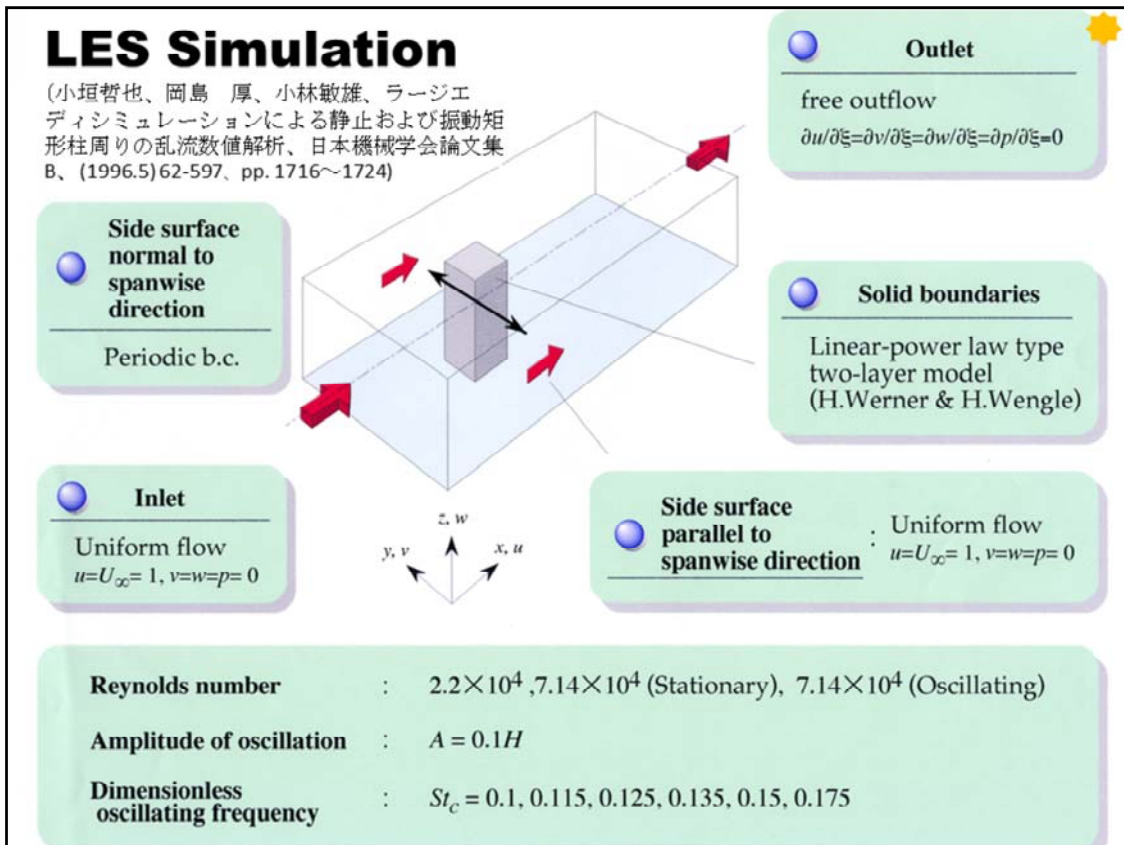 LES Simulation
(小垣哲也、岡島　厚、小林敏雄、ラージエ
ディシミュレーションによる静止および振動矩
形柱周りの乱流数値解析、日本機械学会論文集
B、 (1996.5) 62-597、pp. 1716～1724)
Outlet
free outflow
∂u/∂ξ=∂v/∂ξ=∂w/∂ξ=∂p/∂ξ=0
Side surface
normal to
spanwise
direction
Periodic b.c.
Solid boundaries
Linear-power law type
two-layer model
(H.Werner & H.Wengle)
Inlet
Uniform flow
u=U∞= 1, v=w=p= 0
z, w
y, v
x, u
Side surface
parallel to
spanwise direction
: Uniform flow
u=U∞= 1, v=w=p= 0
Reynolds number : 2.2×10⁴ ,7.14×10⁴ (Stationary), 7.14×10⁴ (Oscillating)
Amplitude of oscillation : A = 0.1H
Dimensionless
oscillating frequency : Stc = 0.1, 0.115, 0.125, 0.135, 0.15, 0.175